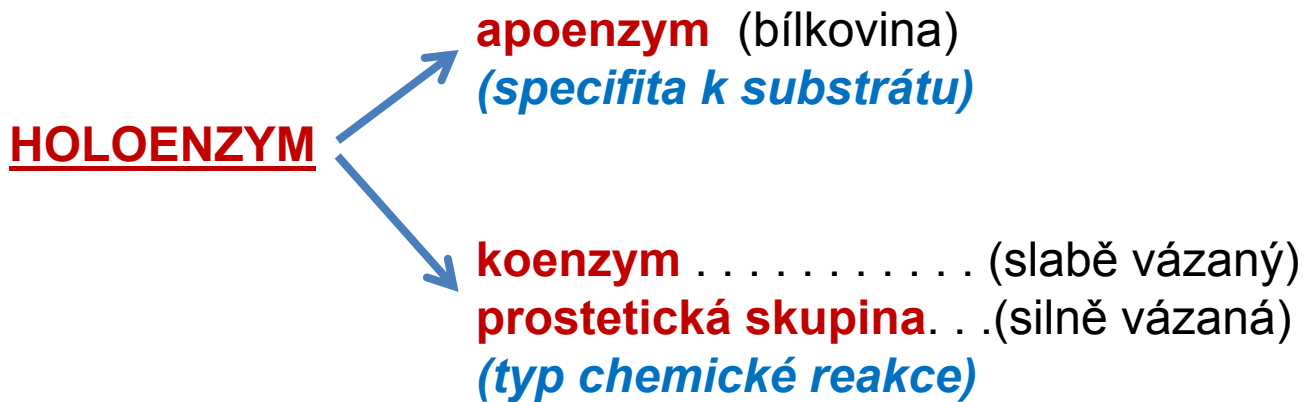 apoenzym (bílkovina)
(specifita k substrátu)
HOLOENZYM
koenzym . . . . . . . . . . . (slabě vázaný)
prostetická skupina. . .(silně vázaná)
(typ chemické reakce)